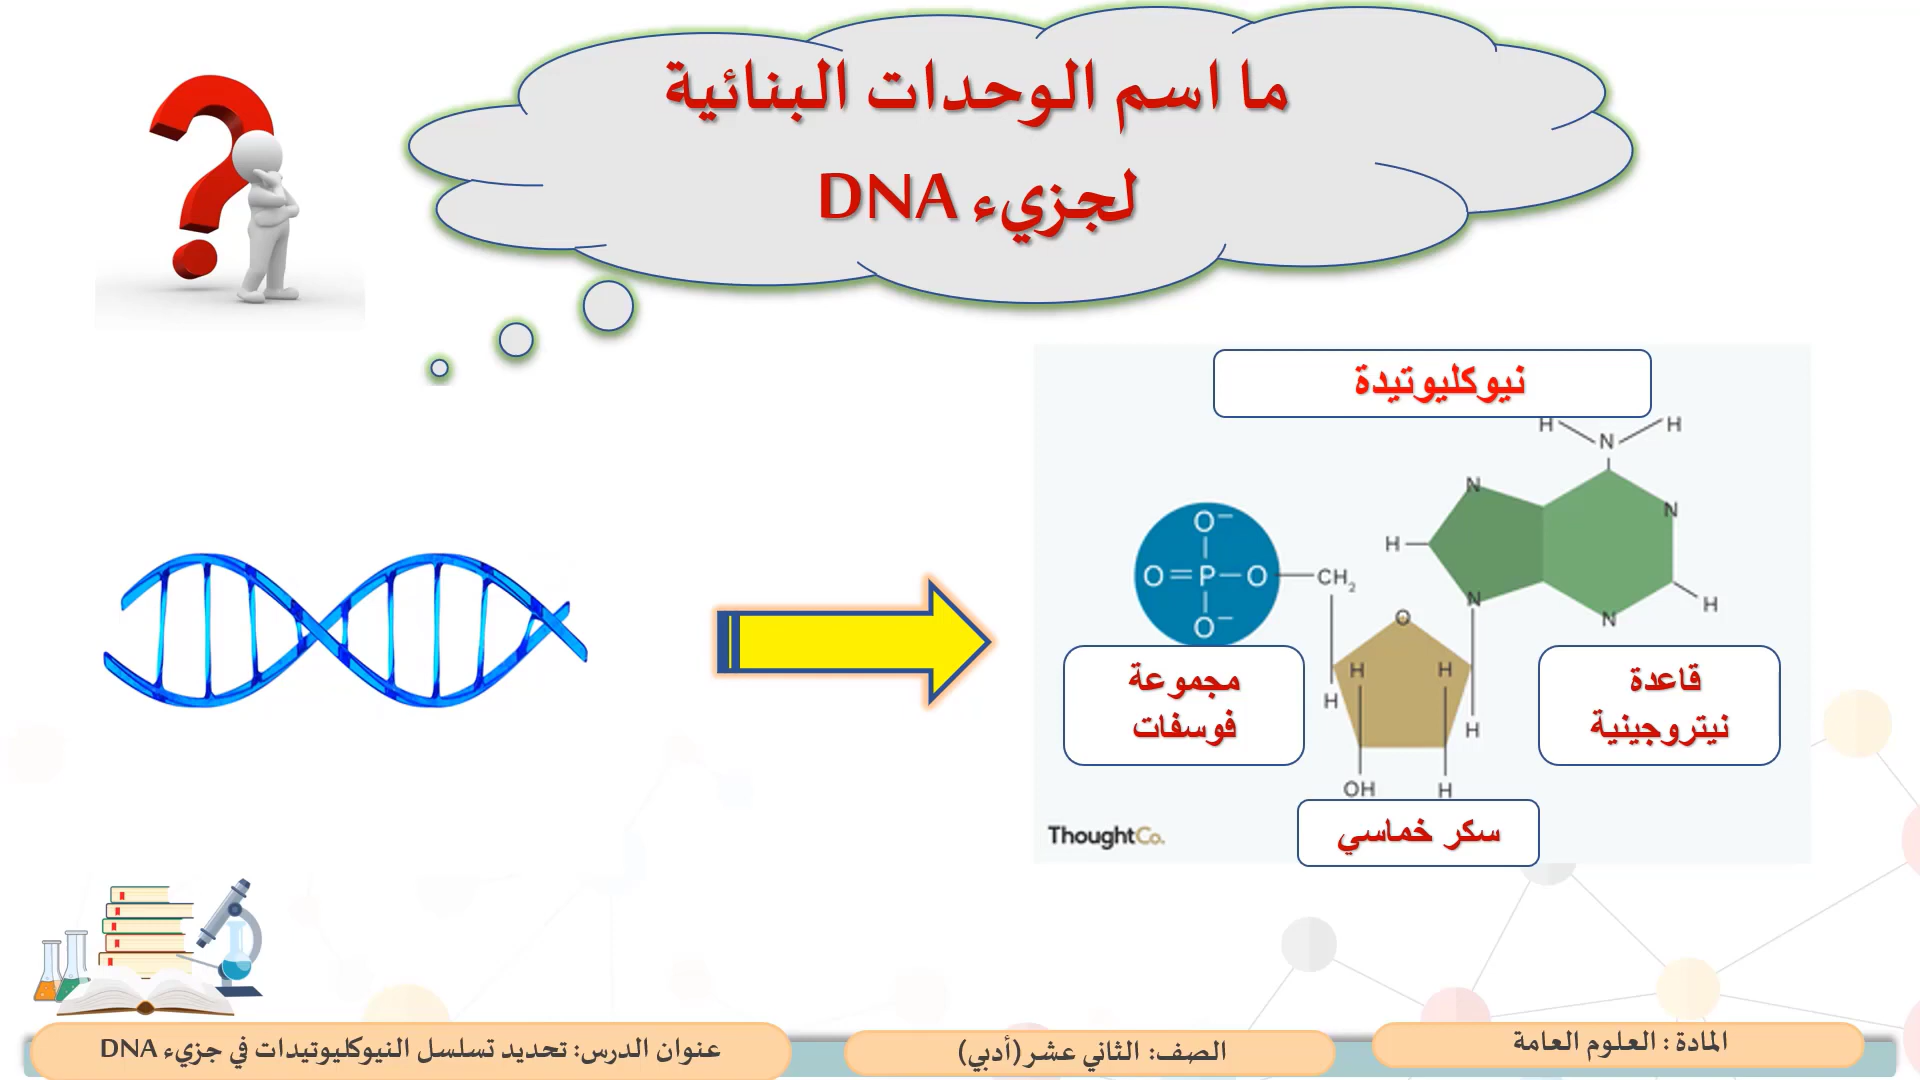 ما اسم الوحدات البنائية
لجزيء DNA
نيوكليوتيدة
H N H
N
N
H
H
N
N
O⁻
O=P–O
O⁻
CH₂
O
H
H
H
H
OH
H
مجموعة
فوسفات
قاعدة
نيتروجينية
سكر خماسي
ThoughtCo.
المادة : العلوم العامة
الصف: الثاني عشر (أدبي)
عنوان الدرس: تحديد تسلسل النيوكليوتيدات في جزيء DNA